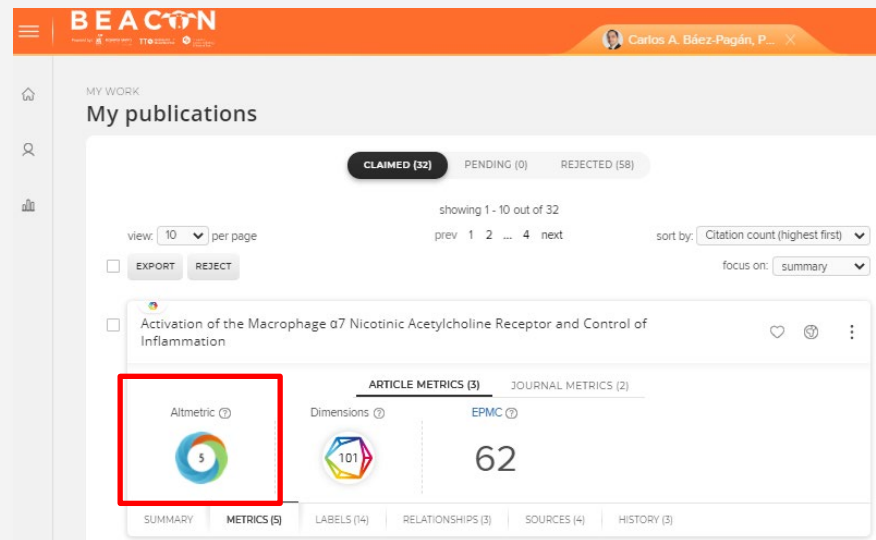 BEACON
Carlos A. Báez-Pagán, P...
MY WORK
My publications
CLAIMED (32) PENDING (0) REJECTED (58)
showing 1 - 10 out of 32
view: 10 per page prev 1 2 ... 4 next sort by: Citation count (highest first)
EXPORT REJECT focus on: summary
Activation of the Macrophage α7 Nicotinic Acetylcholine Receptor and Control of
Inflammation
ARTICLE METRICS (3) JOURNAL METRICS (2)
Altmetric Dimensions EPMC
5 101 62
SUMMARY METRICS (5) LABELS (14) RELATIONSHIPS (3) SOURCES (4) HISTORY (3)